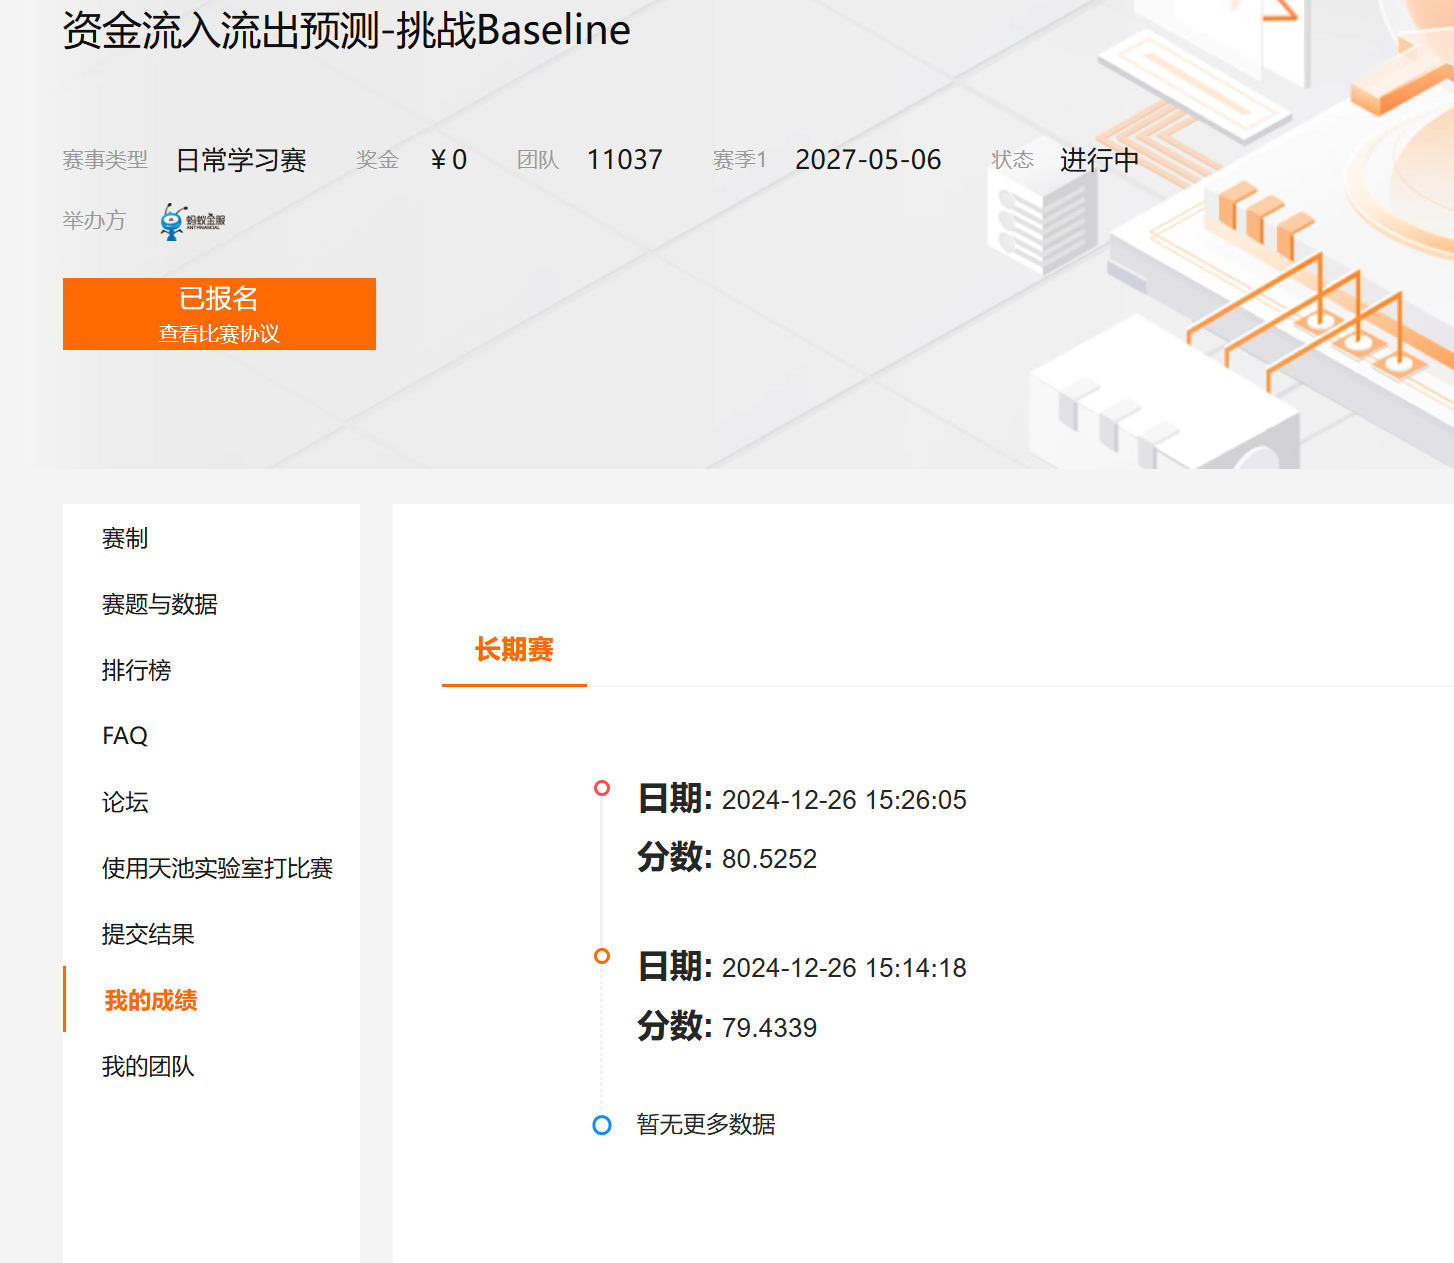 资金流入流出预测-挑战Baseline
赛事类型 日常学习赛 奖金 ￥0 团队 11037 赛季1 2027-05-06 状态 进行中
举办方 蚂蚁金服
ANT FINANCIAL
已报名
查看比赛协议
赛制
赛题与数据
排行榜
FAQ
论坛
使用天池实验室打比赛
提交结果
我的成绩
我的团队
长期赛
日期: 2024-12-26 15:26:05
分数: 80.5252
日期: 2024-12-26 15:14:18
分数: 79.4339
暂无更多数据